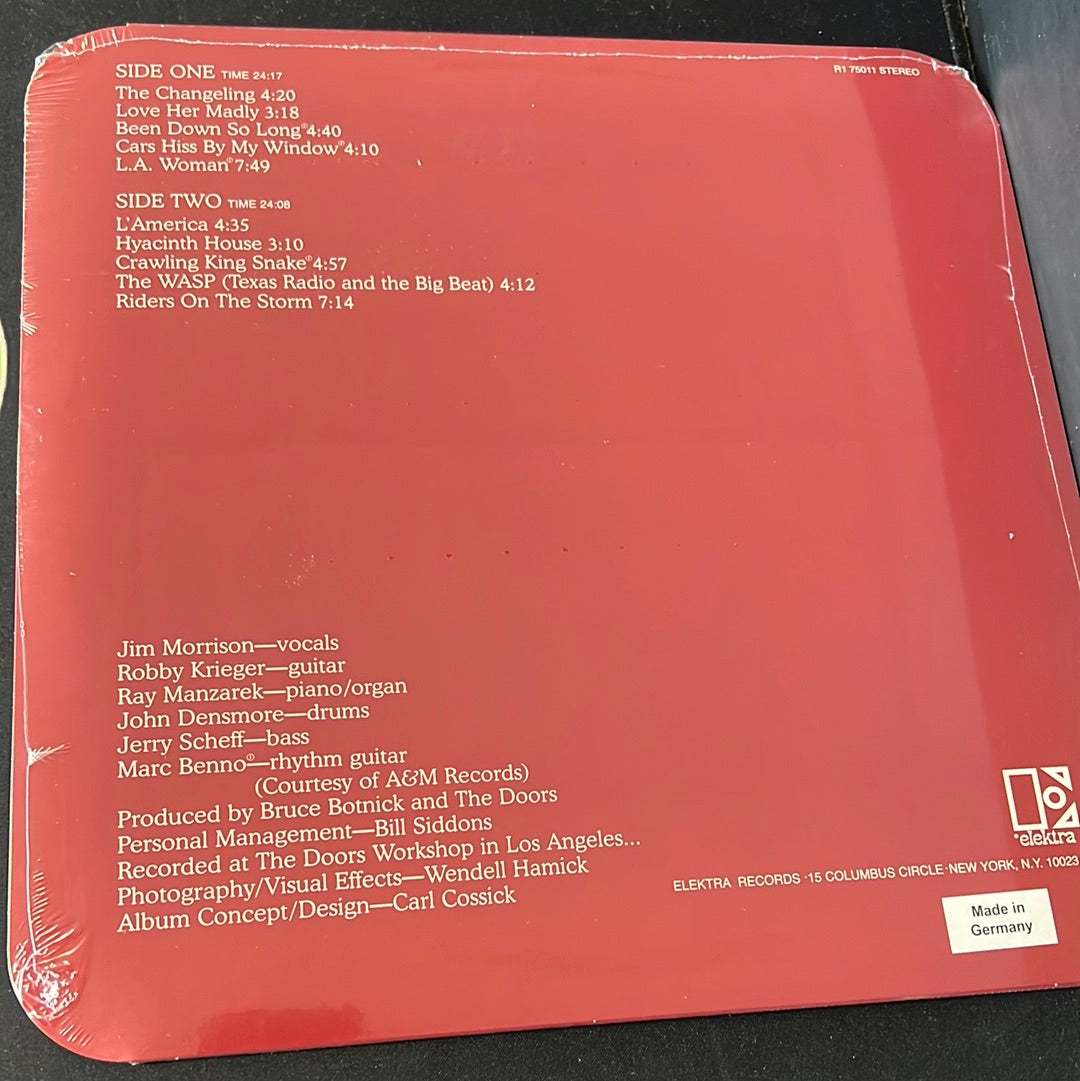 SIDE ONE TIME 24:17
R1 75011 STEREO
The Changeling 4:20
Love Her Madly 3:18
Been Down So Long① 4:40
Cars Hiss By My Window① 4:10
L.A. Woman① 7:49
SIDE TWO TIME 24:08
L'America 4:35
Hyacinth House 3:10
Crawling King Snake① 4:57
The WASP (Texas Radio and the Big Beat) 4:12
Riders On The Storm 7:14
Jim Morrison—vocals
Robby Krieger—guitar
Ray Manzarek—piano/organ
John Densmore—drums
Jerry Scheff—bass
Marc Benno①—rhythm guitar
(Courtesy of A&M Records)
Produced by Bruce Botnick and The Doors
Personal Management—Bill Siddons
Recorded at The Doors Workshop in Los Angeles...
Photography/Visual Effects—Wendell Hamick
Album Concept/Design—Carl Cossick
elektra
ELEKTRA RECORDS · 15 COLUMBUS CIRCLE · NEW YORK, N.Y. 10023
Made in
Germany